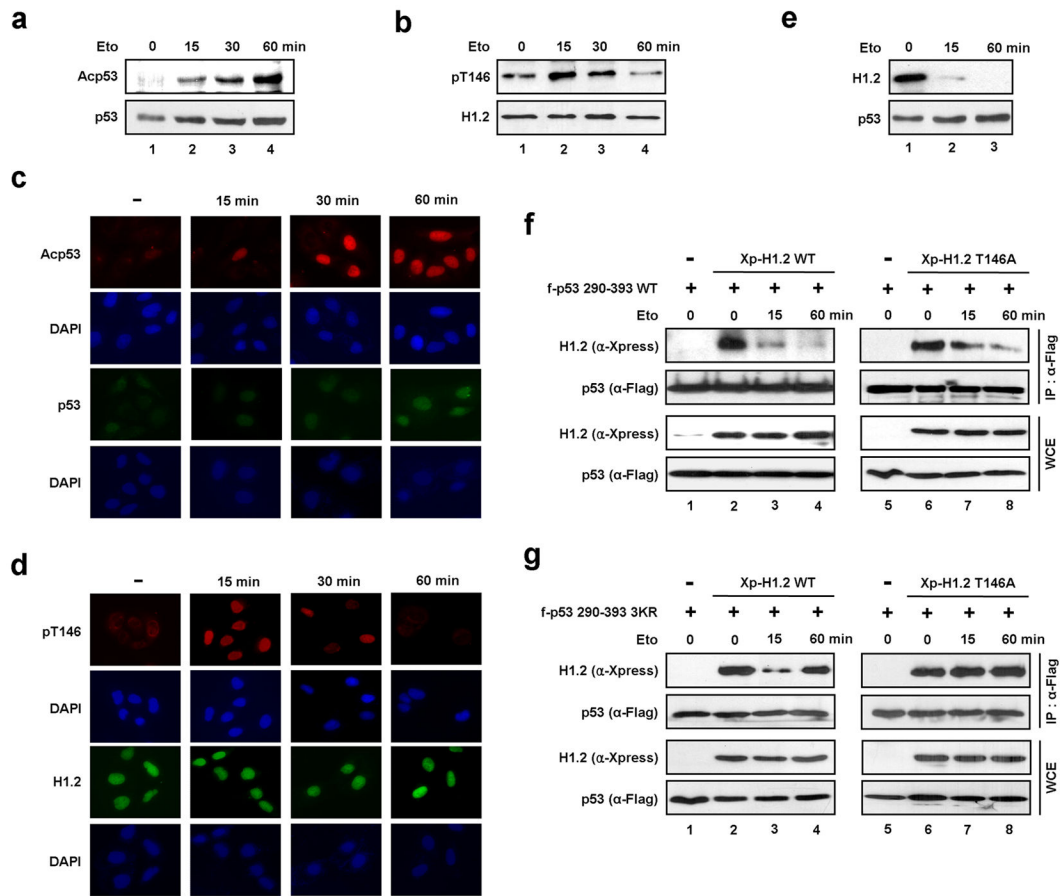 a
Eto 0 15 30 60 min
Acp53
p53
1 2 3 4
b
Eto 0 15 30 60 min
pT146
H1.2
1 2 3 4
e
Eto 0 15 60 min
H1.2
p53
1 2 3
c
– 15 min 30 min 60 min
Acp53
DAPI
p53
DAPI
d
– 15 min 30 min 60 min
pT146
DAPI
H1.2
DAPI
f
– Xp-H1.2 WT – Xp-H1.2 T146A
f-p53 290-393 WT + + + + + + + +
Eto 0 0 15 60 min 0 0 15 60 min
H1.2 (α-Xpress)
p53 (α-Flag)
IP : α-Flag
H1.2 (α-Xpress)
p53 (α-Flag)
WCE
1 2 3 4 5 6 7 8
g
– Xp-H1.2 WT – Xp-H1.2 T146A
f-p53 290-393 3KR + + + + + + + +
Eto 0 0 15 60 min 0 0 15 60 min
H1.2 (α-Xpress)
p53 (α-Flag)
IP : α-Flag
H1.2 (α-Xpress)
p53 (α-Flag)
WCE
1 2 3 4 5 6 7 8